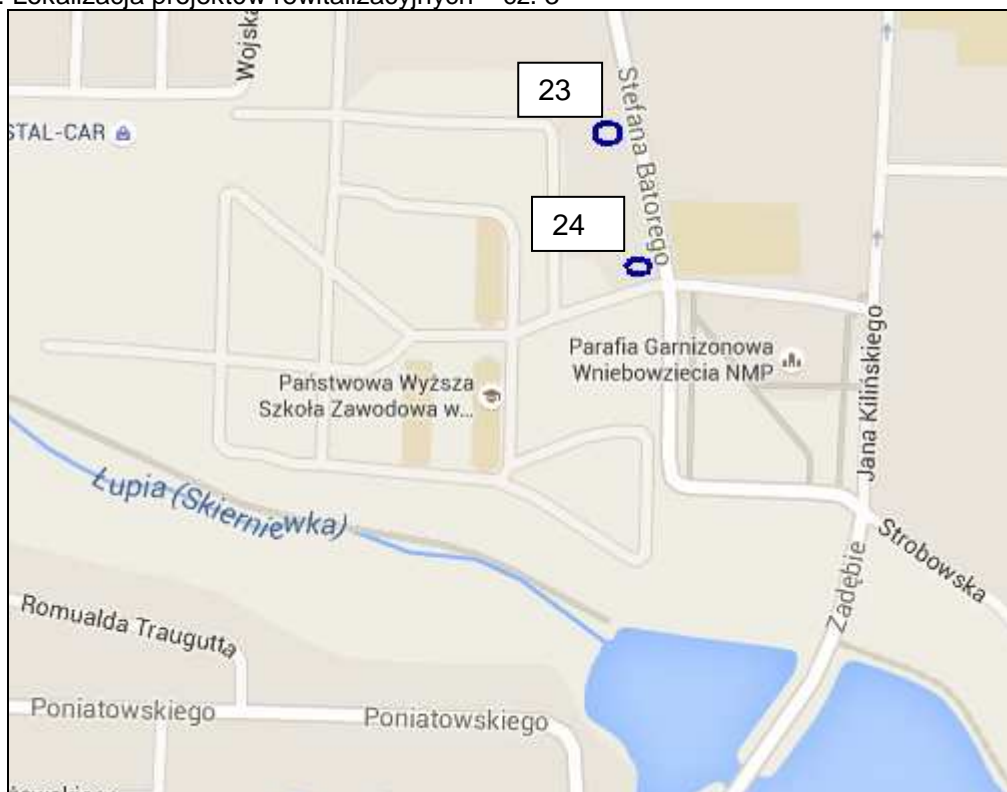 Lokalizacja projektów rewitalizacyjnych – cz. 3
Wojska
23
STAL-CAR
Stefana Batorego
24
Parafia Garnizonowa
Wniebowziecia NMP
Jana Kilińskiego
Państwowa Wyższa
Szkoła Zawodowa w...
Łupia (Skierniewka)
Strobowska
Zadębie
Romualda Traugutta
Poniatowskiego
Poniatowskiego